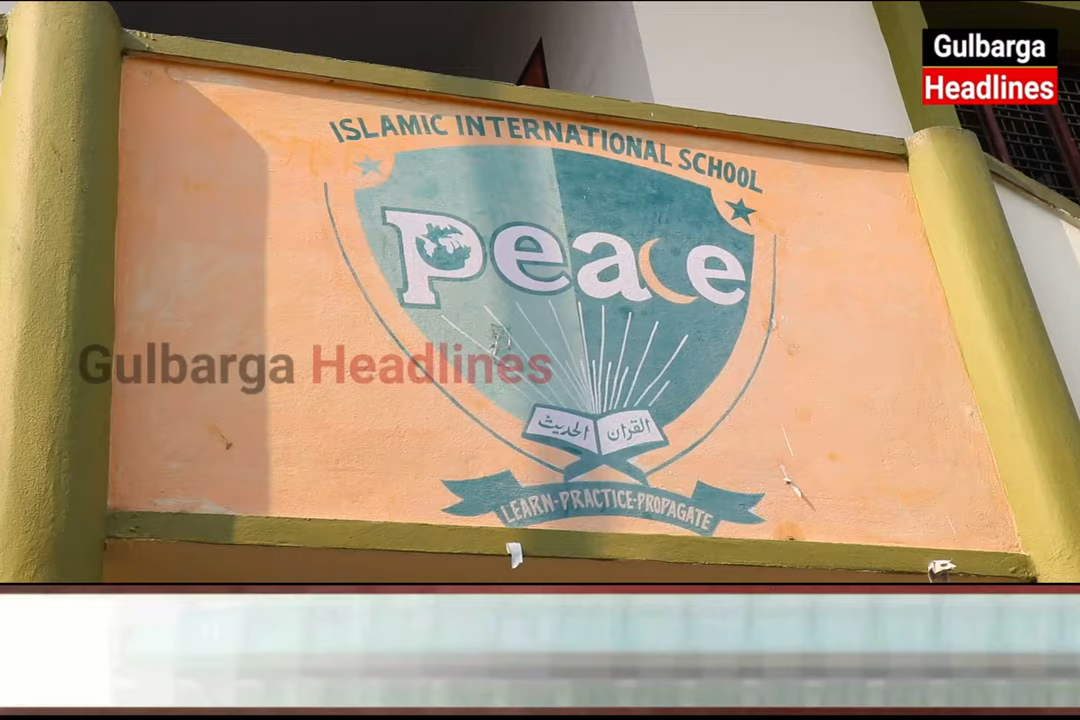 Gulbarga
Headlines
ISLAMIC INTERNATIONAL SCHOOL
Peace
Gulbarga Headlines
الحديث القرآن
LEARN-PRACTICE-PROPAGATE